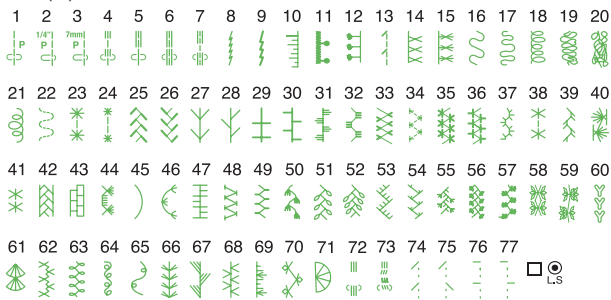 1 2 3 4 5 6 7 8 9 10 11 12 13 14 15 16 17 18 19 20
1/4" 7mm
P P P
21 22 23 24 25 26 27 28 29 30 31 32 33 34 35 36 37 38 39 40
41 42 43 44 45 46 47 48 49 50 51 52 53 54 55 56 57 58 59 60
61 62 63 64 65 66 67 68 69 70 71 72 73 74 75 76 77
L.S